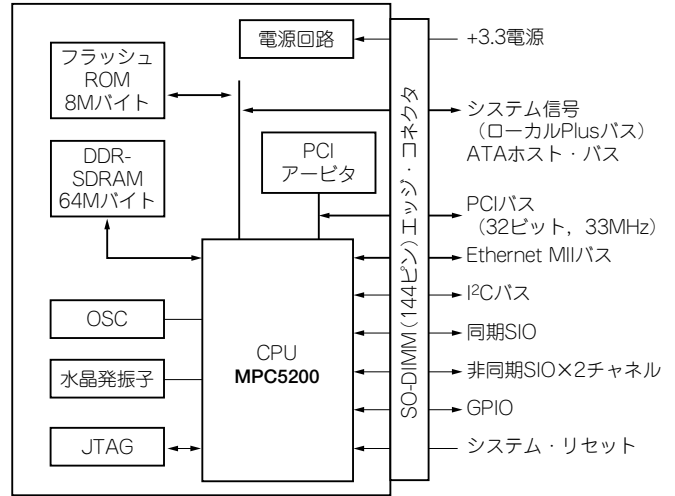 電源回路
+3.3電源
フラッシュ
ROM
8Mバイト
システム信号
（ローカルPlusバス）
ATAホスト・バス
DDR-
SDRAM
64Mバイト
PCI
アービタ
PCIバス
（32ビット，33MHz）
Ethernet MIIバス
I²Cバス
OSC
同期SIO
CPU
MPC5200
水晶発振子
非同期SIO×2チャネル
GPIO
JTAG
システム・リセット
SO-DIMM（144ピン）エッジ・コネクタ